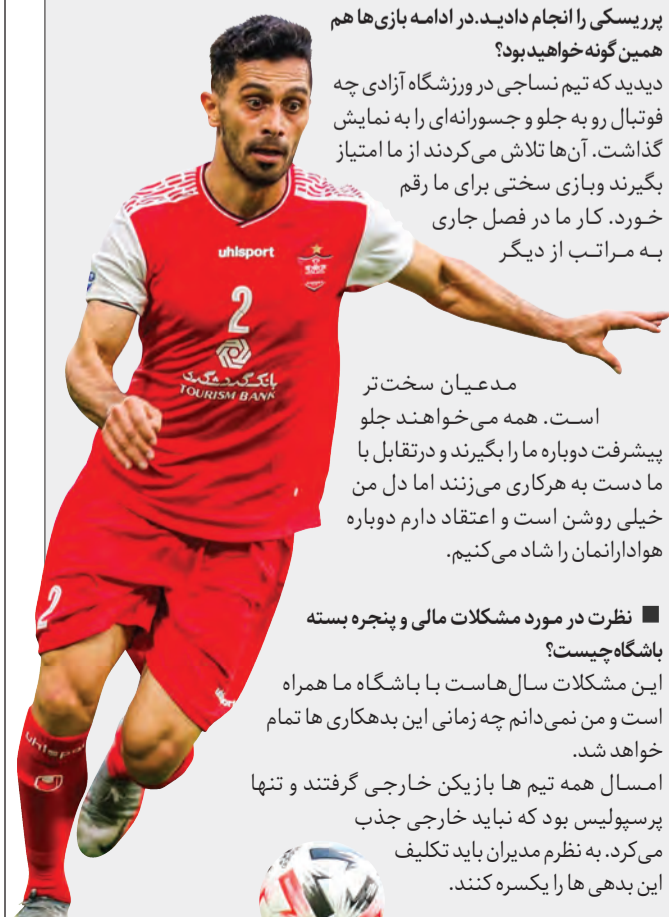 پرریسکی را انجام دادید.در ادامه بازی‌ها هم
همین گونه خواهید بود؟
دیدید که تیم نساجی در ورزشگاه آزادی چه
فوتبال رو به جلو و جسورانه‌ای را به نمایش
گذاشت. آن‌ها تلاش می‌کردند از ما امتیاز
بگیرند وبازی سختی برای ما رقم
خورد. کار ما در فصل جاری
به مراتب از دیگر
uhlsport
2
بانک گردشگری
TOURISM BANK
مدعیان سخت‌تر
است. همه می‌خواهند جلو
پیشرفت دوباره ما را بگیرند و درتقابل با
ما دست به هرکاری می‌زنند اما دل من
خیلی روشن است و اعتقاد دارم دوباره
هوادارانمان را شاد می‌کنیم.
2
■ نظرت در مورد مشکلات مالی و پنجره بسته
باشگاه چیست؟
این مشکلات سال‌هاست با باشگاه ما همراه
است و من نمی‌دانم چه زمانی این بدهکاری ها تمام
خواهد شد.
امسال همه تیم ها بازیکن خارجی گرفتند و تنها
پرسپولیس بود که نباید خارجی جذب
می‌کرد. به نظرم مدیران باید تکلیف
این بدهی ها را یکسره کنند.
uhlsport
uhlsport